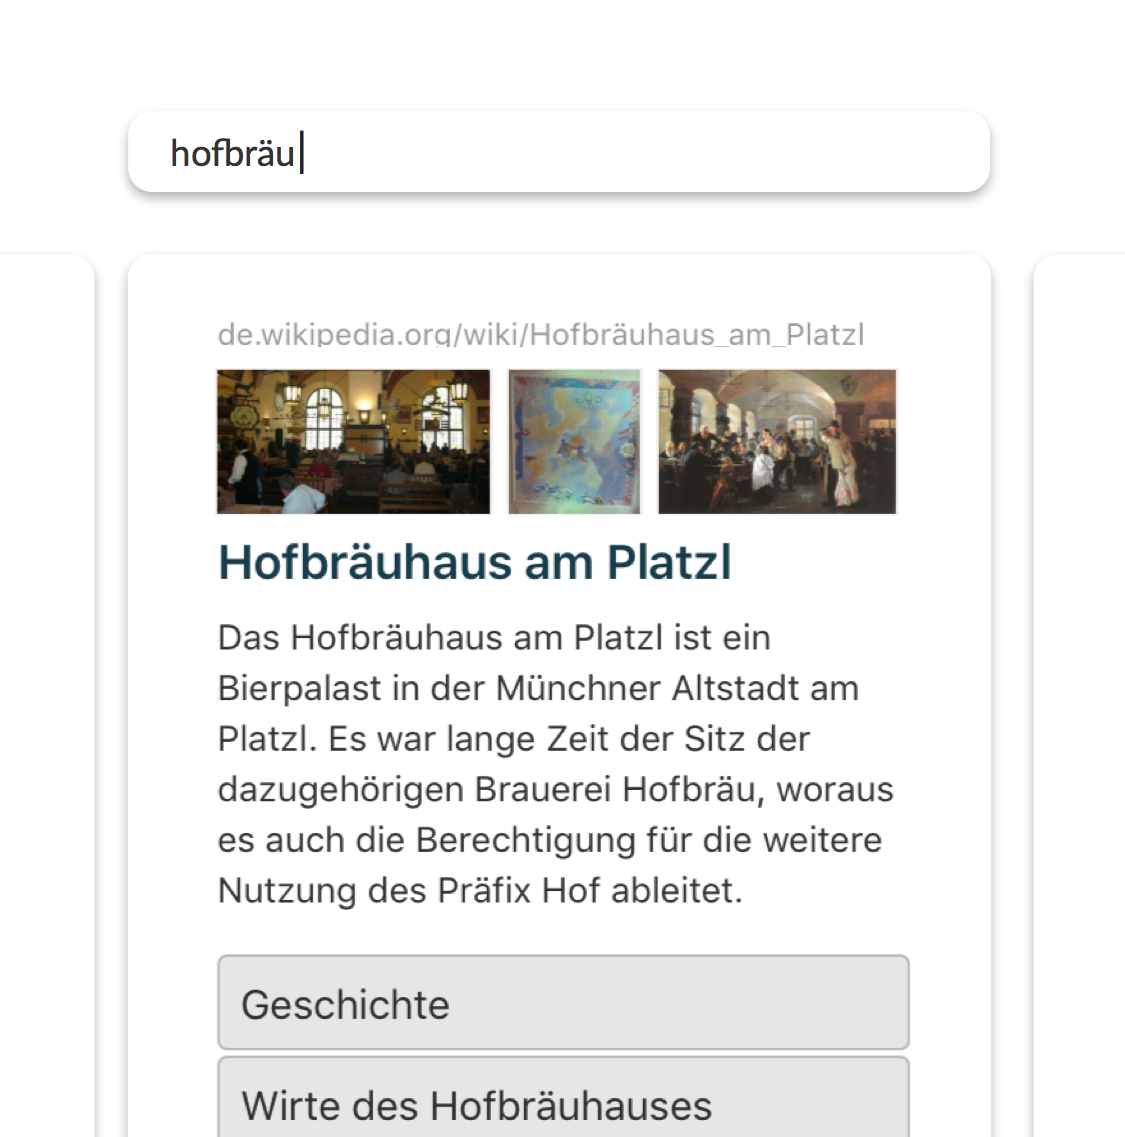 hofbräu
de.wikipedia.org/wiki/Hofbräuhaus_am_Platzl
Hofbräuhaus am Platzl
Das Hofbräuhaus am Platzl ist ein
Bierpalast in der Münchner Altstadt am
Platzl. Es war lange Zeit der Sitz der
dazugehörigen Brauerei Hofbräu, woraus
es auch die Berechtigung für die weitere
Nutzung des Präfix Hof ableitet.
Geschichte
Wirte des Hofbräuhauses